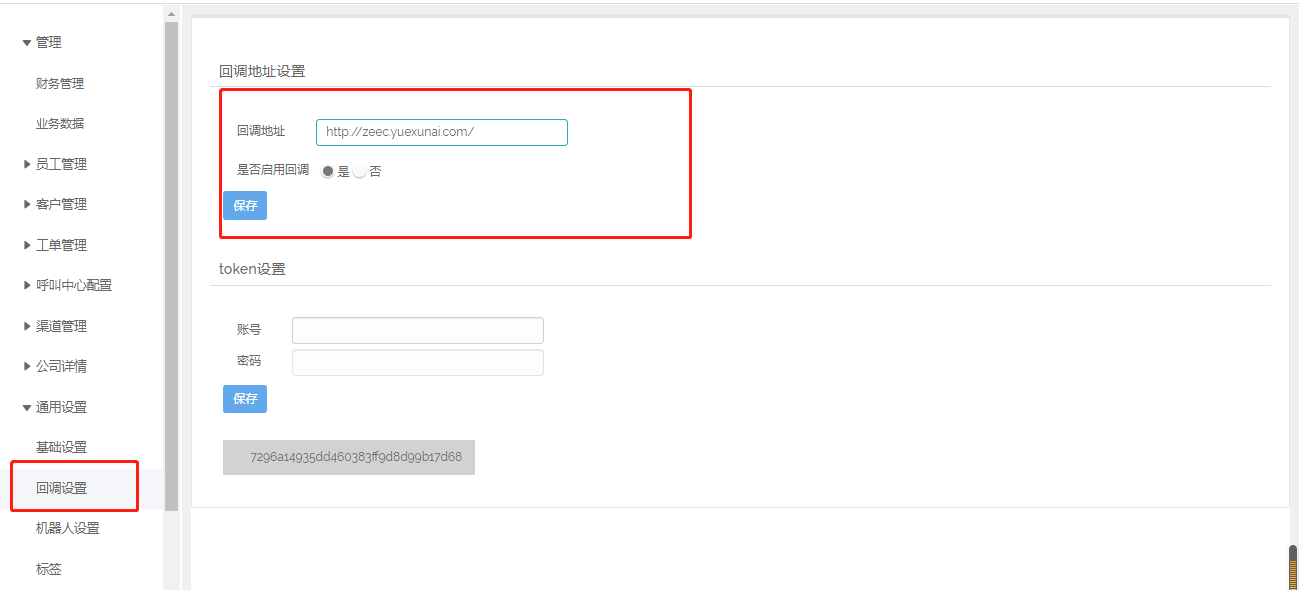 管理
财务管理
业务数据
员工管理
客户管理
工单管理
呼叫中心配置
渠道管理
公司详情
通用设置
基础设置
回调设置
机器人设置
标签
回调地址设置
回调地址 http://zeec.yuexunai.com/
是否启用回调 是 否
保存
token设置
账号
密码
保存
7296a14935dd460383ff9d8d99b17d68